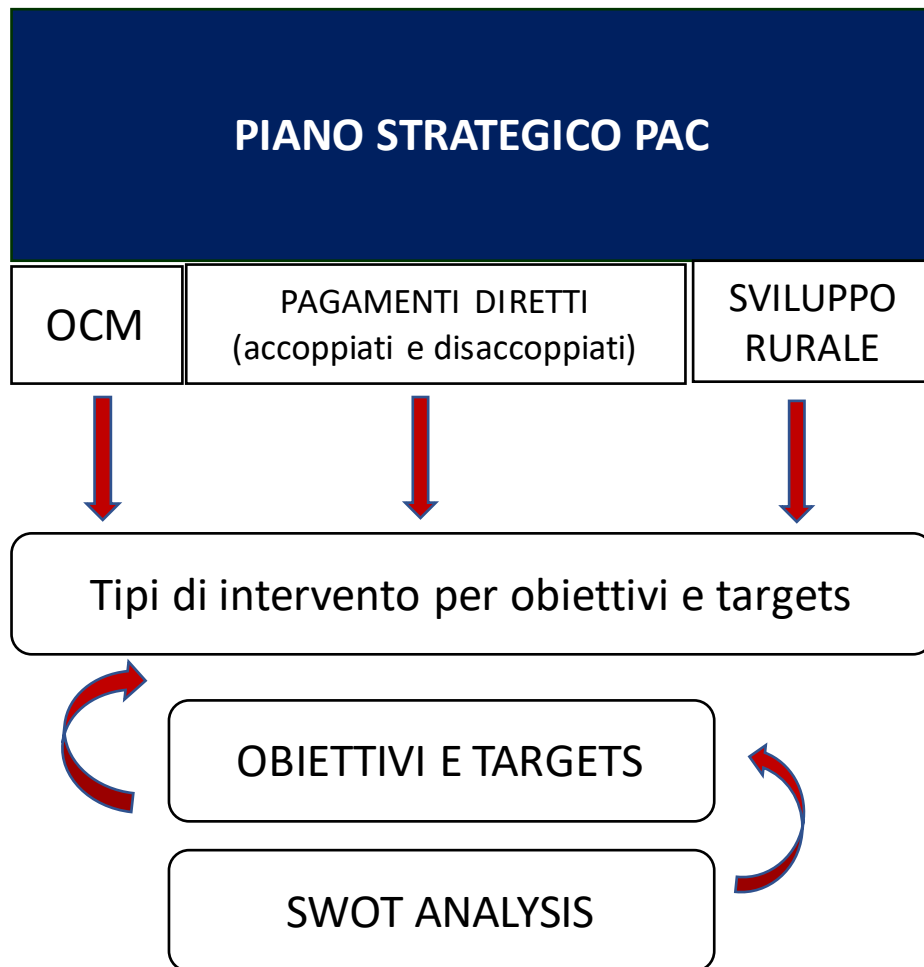 PIANO STRATEGICO PAC
OCM
PAGAMENTI DIRETTI
(accoppiati e disaccoppiati)
SVILUPPO
RURALE
Tipi di intervento per obiettivi e targets
OBIETTIVI E TARGETS
SWOT ANALYSIS